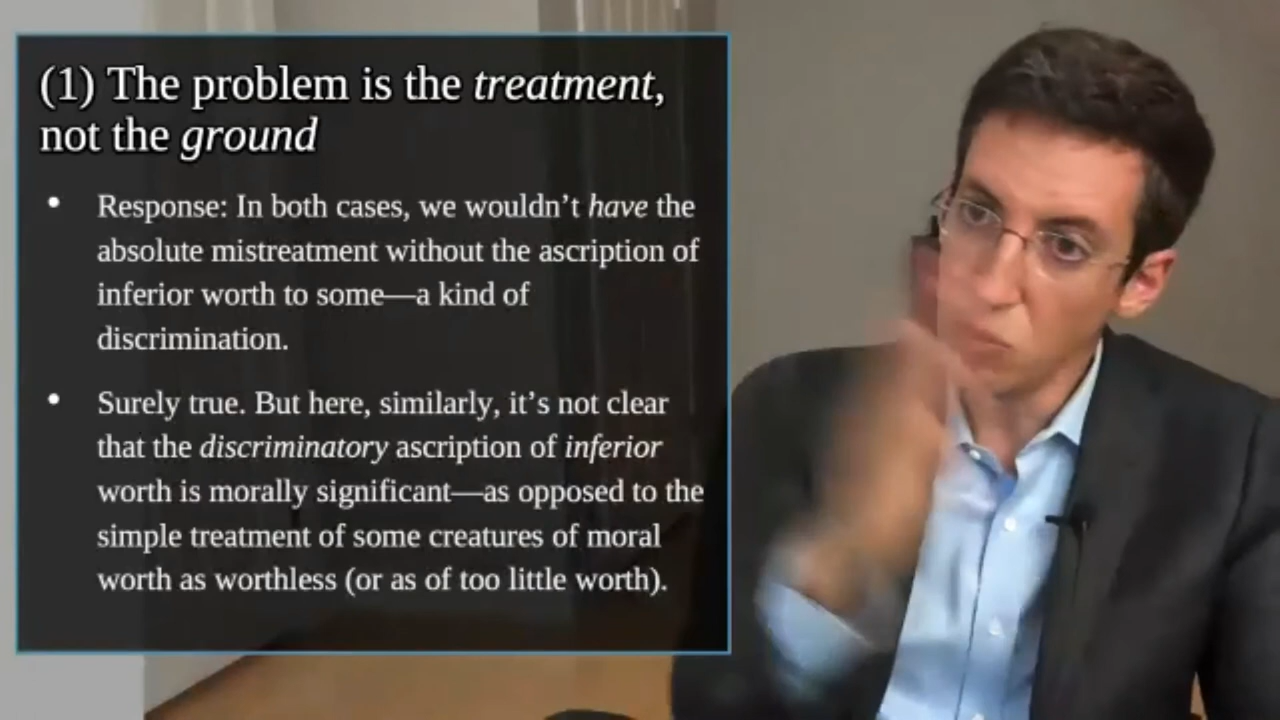 (1) The problem is the treatment,
not the ground
• Response: In both cases, we wouldn’t have the
absolute mistreatment without the ascription of
inferior worth to some—a kind of
discrimination.
• Surely true. But here, similarly, it’s not clear
that the discriminatory ascription of inferior
worth is morally significant—as opposed to the
simple treatment of some creatures of moral
worth as worthless (or as of too little worth).